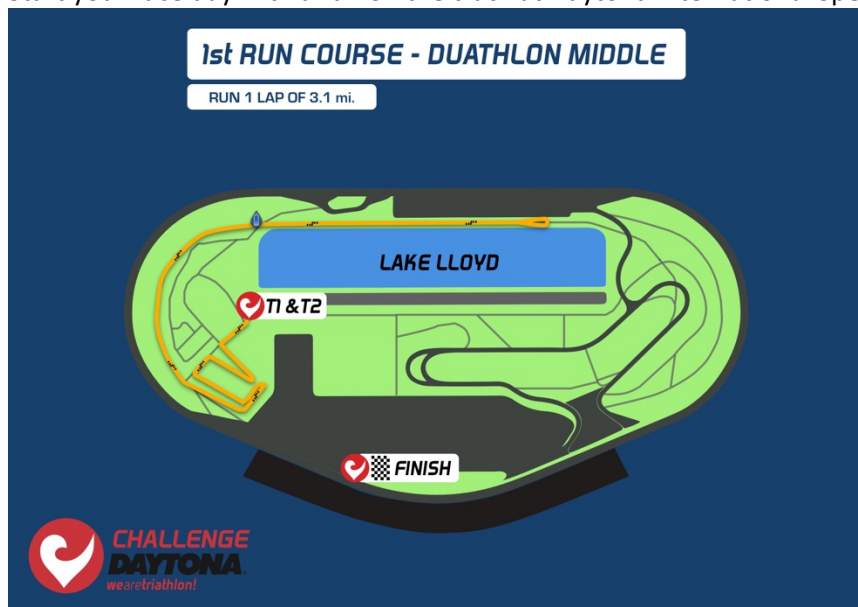 1st RUN COURSE - DUATHLON MIDDLE
RUN 1 LAP OF 3.1 mi.
LAKE LLOYD
T1 & T2
FINISH
CHALLENGE
DAYTONA
wearetriathlon!